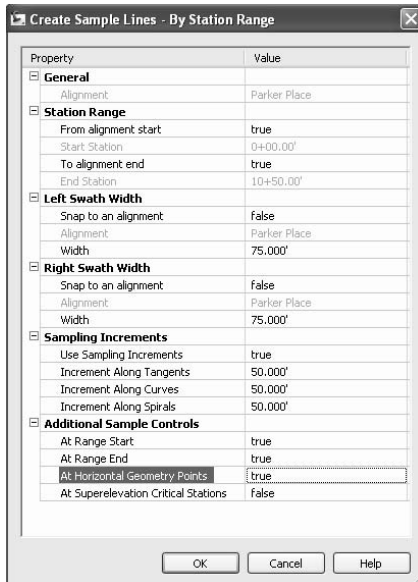 Create Sample Lines - By Station Range
Property Value
General
Alignment Parker Place
Station Range
From alignment start true
Start Station 0+00.00'
To alignment end true
End Station 10+50.00'
Left Swath Width
Snap to an alignment false
Alignment Parker Place
Width 75.000'
Right Swath Width
Snap to an alignment false
Alignment Parker Place
Width 75.000'
Sampling Increments
Use Sampling Increments true
Increment Along Tangents 50.000'
Increment Along Curves 50.000'
Increment Along Spirals 50.000'
Additional Sample Controls
At Range Start true
At Range End true
At Horizontal Geometry Points true
At Superelevation Critical Stations false
OK Cancel Help